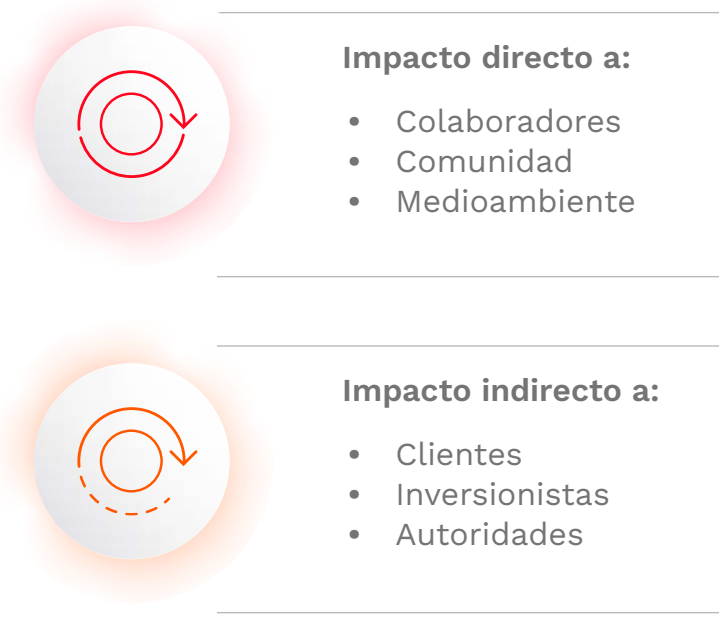 Impacto directo a:
• Colaboradores
• Comunidad
• Medioambiente
Impacto indirecto a:
• Clientes
• Inversionistas
• Autoridades